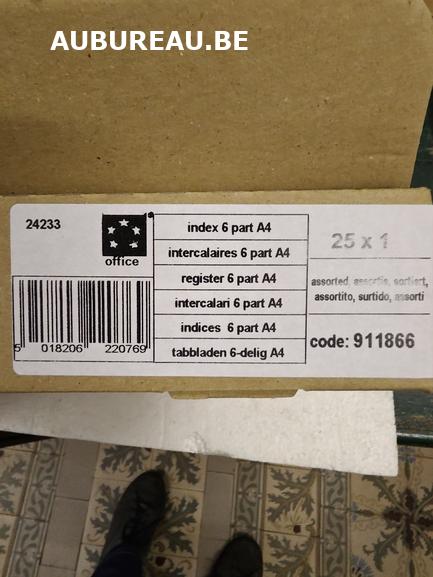 AUBUREAU.BE
24233
office
5 018206 220769
index 6 part A4
intercalaires 6 part A4
register 6 part A4
intercalari 6 part A4
indices 6 part A4
tabbladen 6-delig A4
25 x 1
assorted, assortis, sortiert,
assortito, surtido, assorti
code: 911866